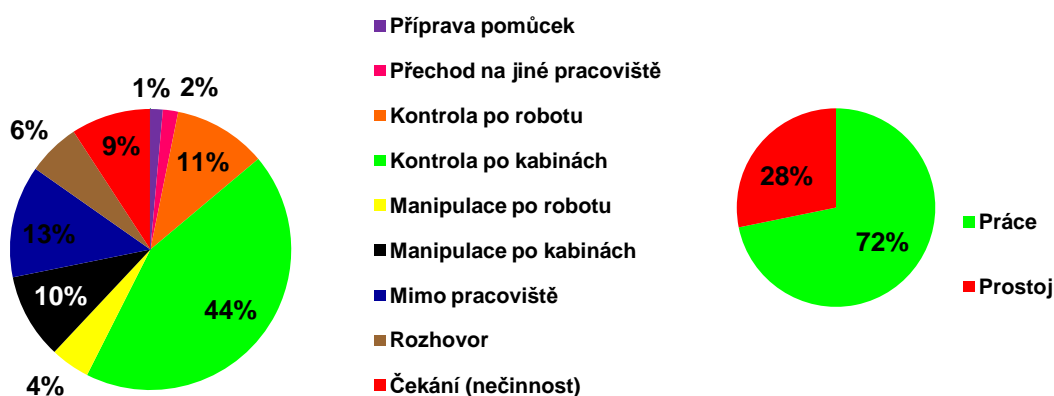 1%
2%
6%
9%
11%
13%
10%
44%
4%
Příprava pomůcek
Přechod na jiné pracoviště
Kontrola po robotu
Kontrola po kabinách
Manipulace po robotu
Manipulace po kabinách
Mimo pracoviště
Rozhovor
Čekání (nečinnost)
28%
72%
Práce
Prostoj